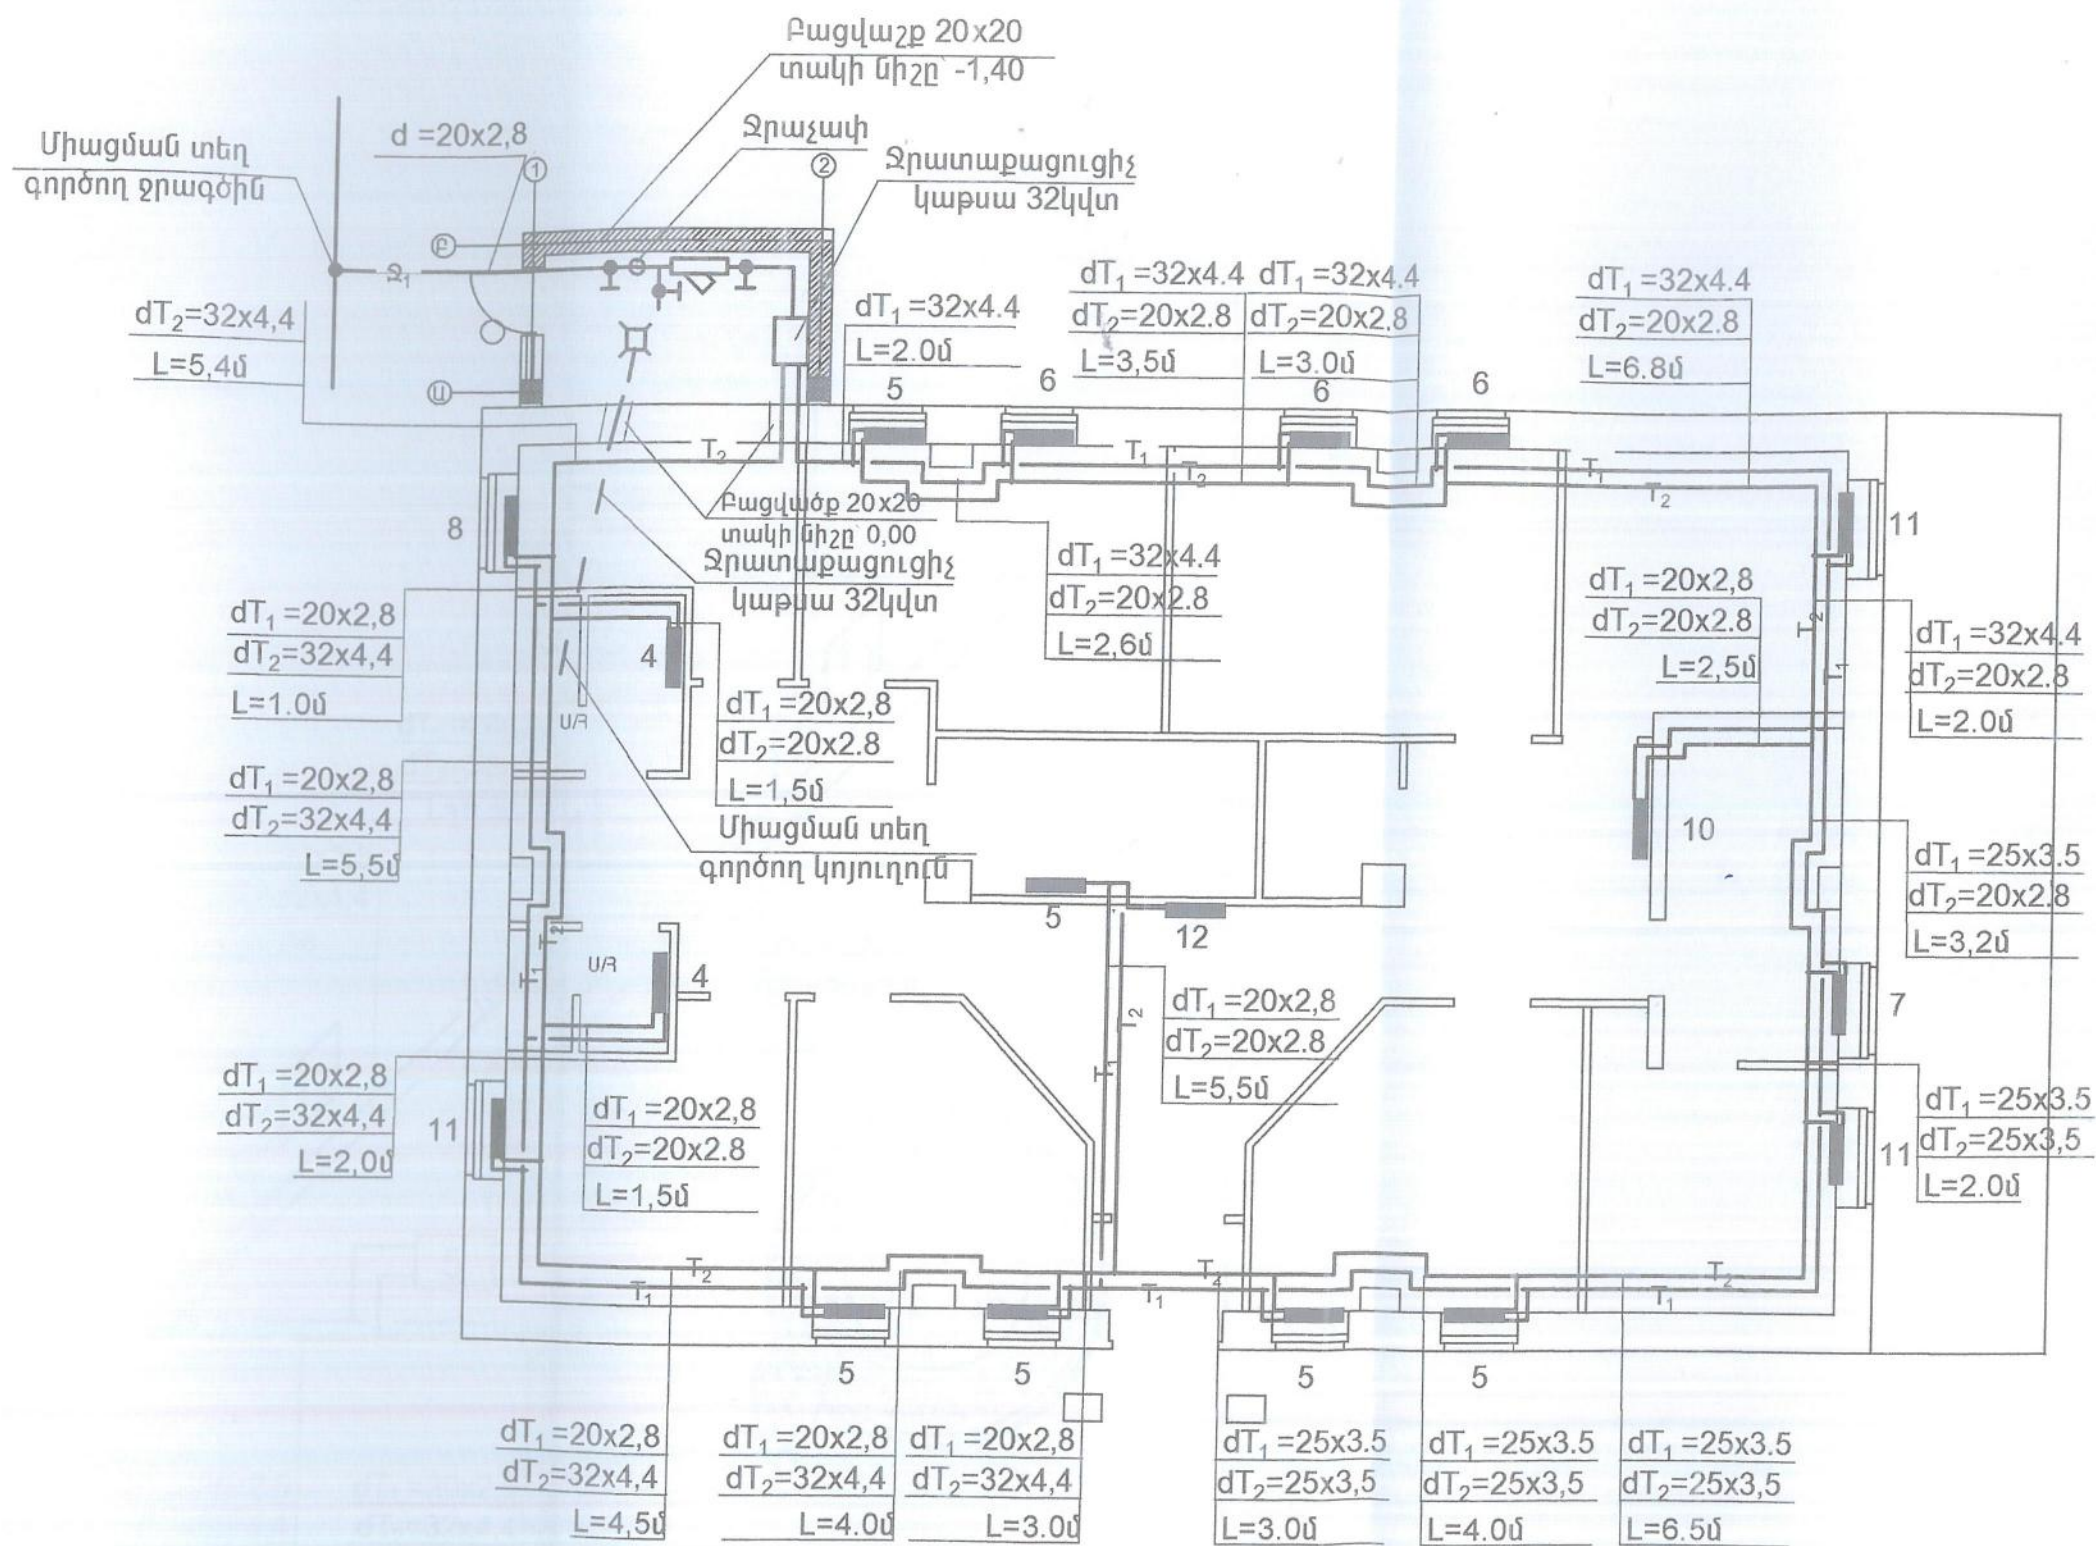 Բացվաշք 20x20
տակի նիշը՝ -1,40
Միացման տեղ
գործող ջրագծին
d =20x2,8
Ջրաչափ
1
2
Ջրատաքացուցիչ
կաթսա 32կվտ
Բ
Ջ₁
Ա
dT₂=32x4,4
L=5,4մ
dT₁ =32x4.4
L=2.0մ
dT₁ =32x4.4
dT₂=20x2.8
L=3,5մ
dT₁ =32x4.4
dT₂=20x2.8
L=3.0մ
dT₁ =32x4.4
dT₂=20x2.8
L=6.8մ
5
6
6
6
T₂
T₁
T₂
T₁
T₂
8
11
Բացվածք 20x20
տակի նիշը՝ 0,00
Ջրատաքացուցիչ
կաթսա 32կվտ
dT₁ =32x4.4
dT₂=20x2.8
L=2,6մ
dT₁ =20x2,8
dT₂=20x2.8
L=2,5մ
T₂
T₁
dT₁ =32x4.4
dT₂=20x2.8
L=2.0մ
dT₁ =20x2,8
dT₂=32x4,4
L=1.0մ
4
Ս/Հ
dT₁ =20x2,8
dT₂=20x2.8
L=1,5մ
dT₁ =20x2,8
dT₂=32x4,4
L=5,5մ
Միացման տեղ
գործող կոյուղուն
10
dT₁ =25x3.5
dT₂=20x2.8
L=3,2մ
5
12
T₂
T₁
Ս/Հ
4
dT₁ =20x2,8
dT₂=20x2.8
L=5,5մ
T₂
T₁
7
dT₁ =20x2,8
dT₂=32x4,4
L=2,0մ
11
dT₁ =20x2,8
dT₂=20x2.8
L=1,5մ
dT₁ =25x3.5
dT₂=25x3,5
L=2.0մ
11
T₂
T₁
T₄
T₁
T₂
T₁
5
5
5
5
dT₁ =20x2,8
dT₂=32x4,4
L=4,5մ
dT₁ =20x2,8
dT₂=32x4,4
L=4.0մ
dT₁ =20x2,8
dT₂=32x4,4
L=3.0մ
dT₁ =25x3.5
dT₂=25x3,5
L=3.0մ
dT₁ =25x3.5
dT₂=25x3,5
L=4.0մ
dT₁ =25x3.5
dT₂=25x3,5
L=6.5մ